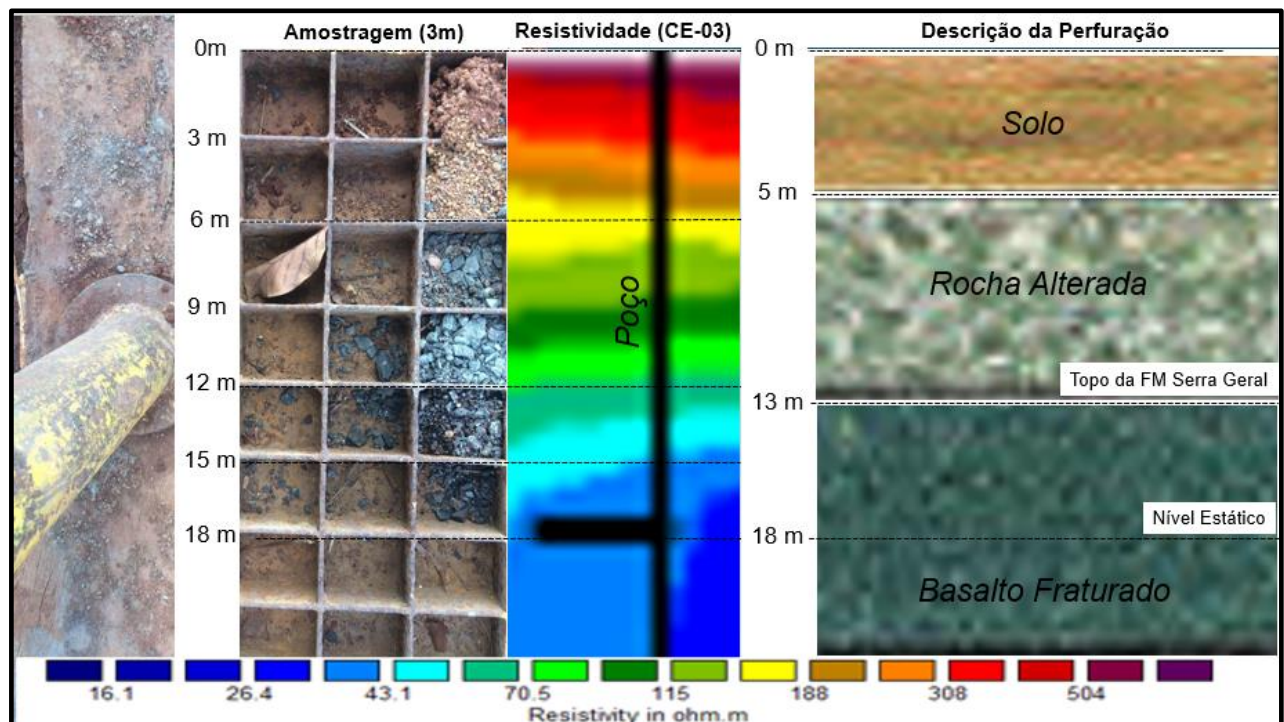 Amostragem (3m)
Resistividade (CE-03)
Descrição da Perfuração
0m
3 m
6 m
9 m
12 m
15 m
18 m
Poço
0 m
5 m
13 m
18 m
Solo
Rocha Alterada
Topo da FM Serra Geral
Nível Estático
Basalto Fraturado
16.1 26.4 43.1 70.5 115 188 308 504
Resistivity in ohm.m